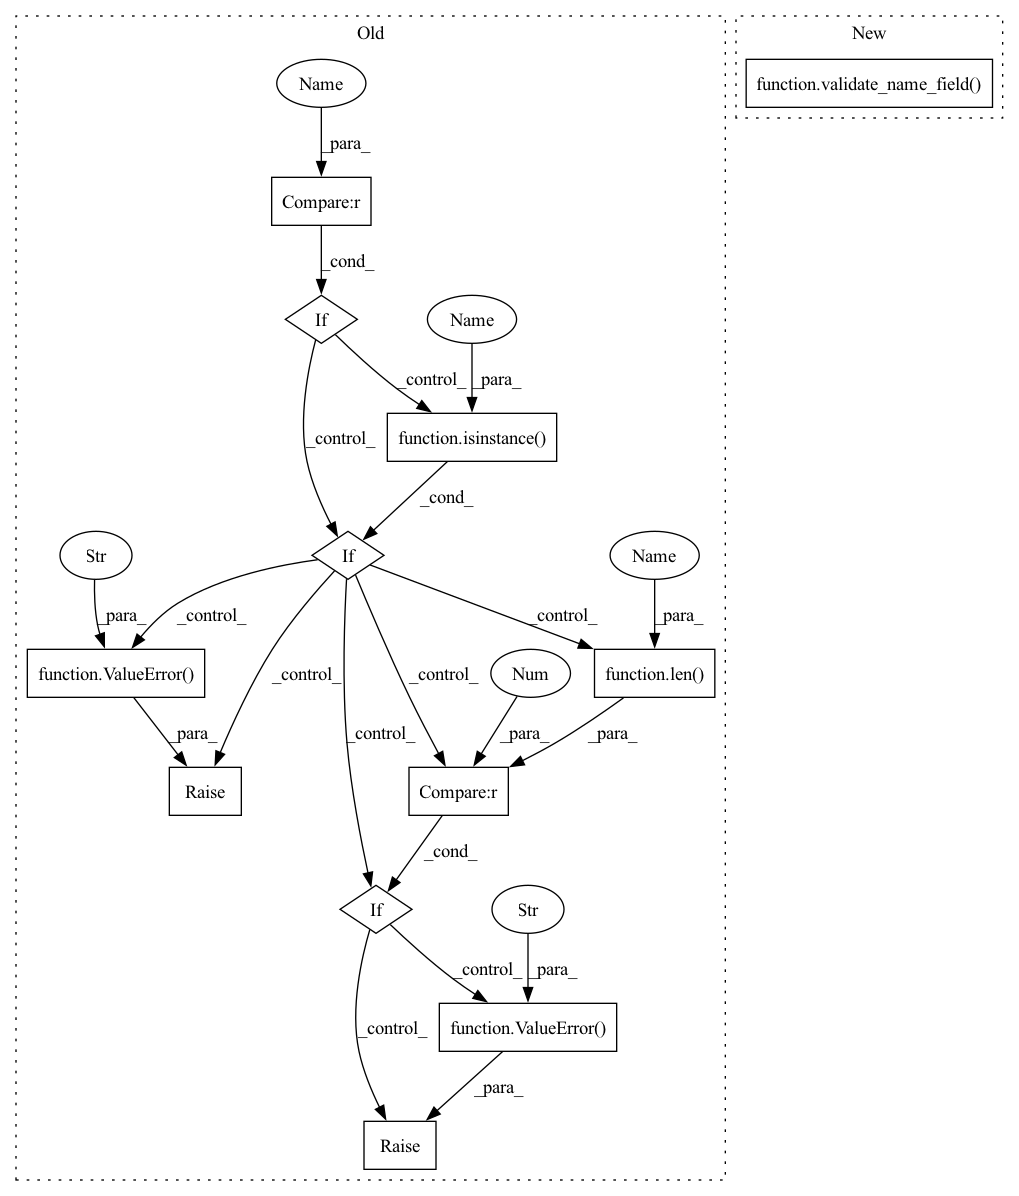 Old
New
Name
function.validate_name_field()
_para_
Compare:r
_cond_
If
Name
_control_
_para_
_control_
function.isinstance()
_cond_
Str
If
Name
_para_
_control_
_control_
_para_
_control_
_control_
function.ValueError()
Num
function.len()
_para_
_control_
_para_
_para_
Raise
Compare:r
_cond_
If
Str
_control_
_para_
_control_
function.ValueError()
_para_
Raise